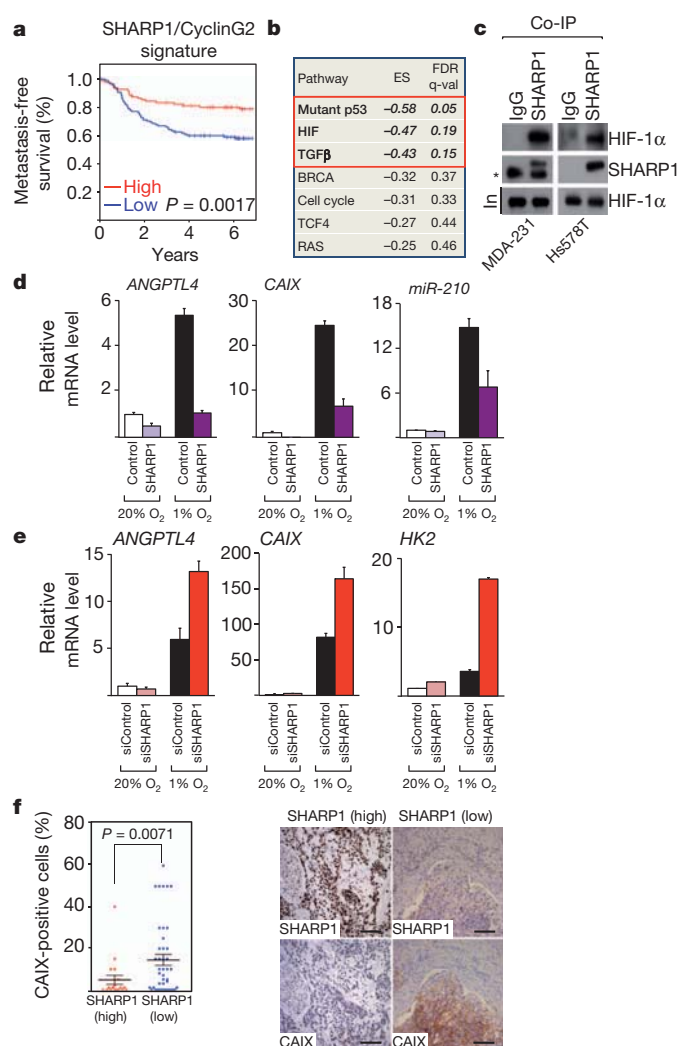 a
SHARP1/CyclinG2
signature
Metastasis-free
survival (%)
1.0
0.8
0.6
0.4
0.2
High
Low
P = 0.0017
0 2 4 6
Years
b
Pathway ES FDR q-val
Mutant p53 –0.58 0.05
HIF –0.47 0.19
TGFβ –0.43 0.15
BRCA –0.32 0.37
Cell cycle –0.31 0.33
TCF4 –0.27 0.44
RAS –0.25 0.46
c
Co-IP
IgG SHARP1 IgG SHARP1
HIF-1α
* SHARP1
In HIF-1α
MDA-231 Hs578T
d
Relative
mRNA level
ANGPTL4
6
4
2
Control SHARP1 Control SHARP1
20% O2 1% O2
CAIX
30
20
10
Control SHARP1 Control SHARP1
20% O2 1% O2
miR-210
18
12
6
Control SHARP1 Control SHARP1
20% O2 1% O2
e
Relative
mRNA level
ANGPTL4
15
10
5
siControl siSHARP1 siControl siSHARP1
20% O2 1% O2
CAIX
200
150
100
50
siControl siSHARP1 siControl siSHARP1
20% O2 1% O2
HK2
20
10
siControl siSHARP1 siControl siSHARP1
20% O2 1% O2
f
CAIX-positive cells (%)
80
60
40
20
P = 0.0071
SHARP1 (high)
SHARP1 (low)
SHARP1 (high) SHARP1 (low)
SHARP1 SHARP1
CAIX CAIX